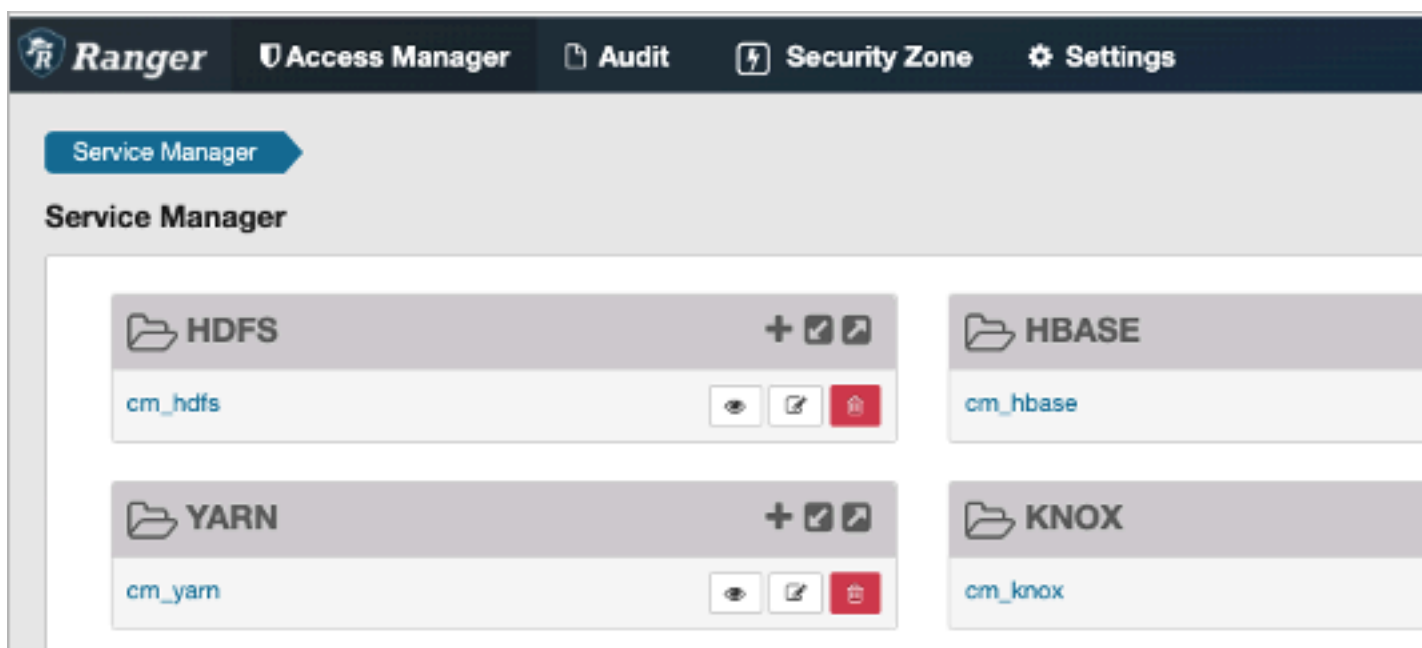 Ranger Access Manager Audit Security Zone Settings
Service Manager
Service Manager
HDFS HBASE
cm_hdfs cm_hbase
YARN KNOX
cm_yarn cm_knox